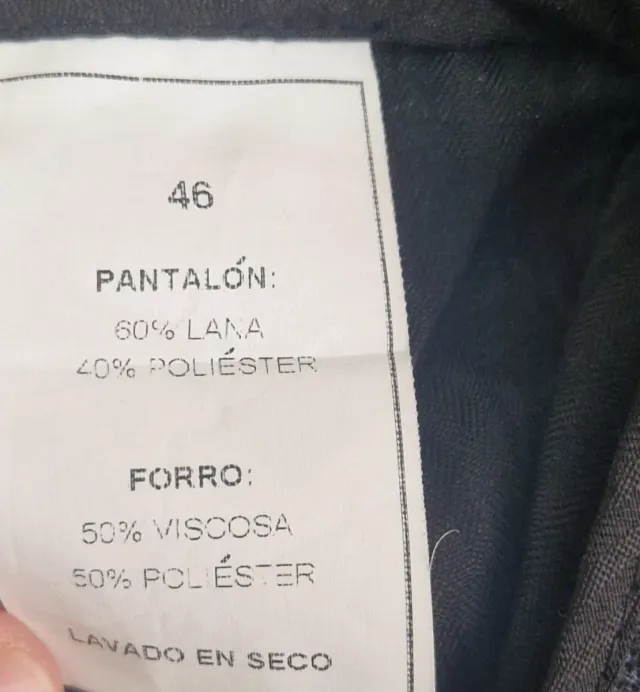 46
PANTALÓN:
60% LANA
40% POLIÉSTER
FORRO:
50% VISCOSA
50% POLIÉSTER
LAVADO EN SECO